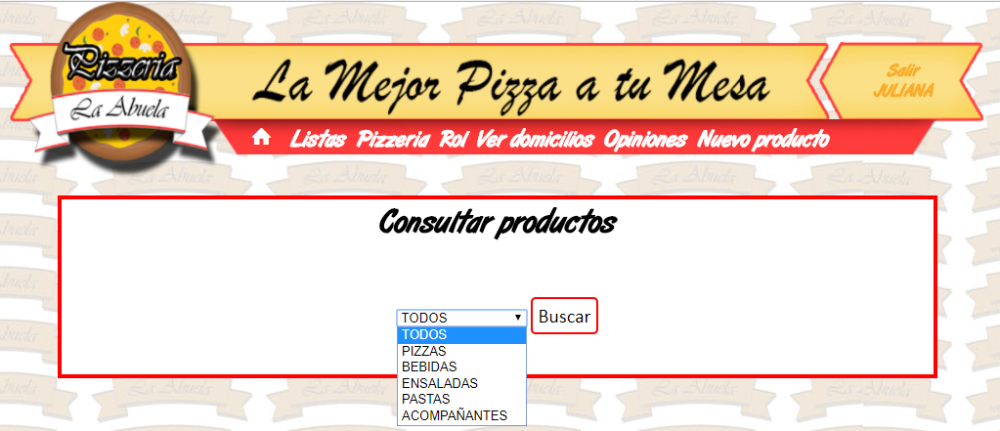 Pizzeria
La Abuela
La Mejor Pizza a tu Mesa
Salir
JULIANA
Listas Pizzeria Rol Ver domicilios Opiniones Nuevo producto
Consultar productos
TODOS
Buscar
TODOS
PIZZAS
BEBIDAS
ENSALADAS
PASTAS
ACOMPAÑANTES